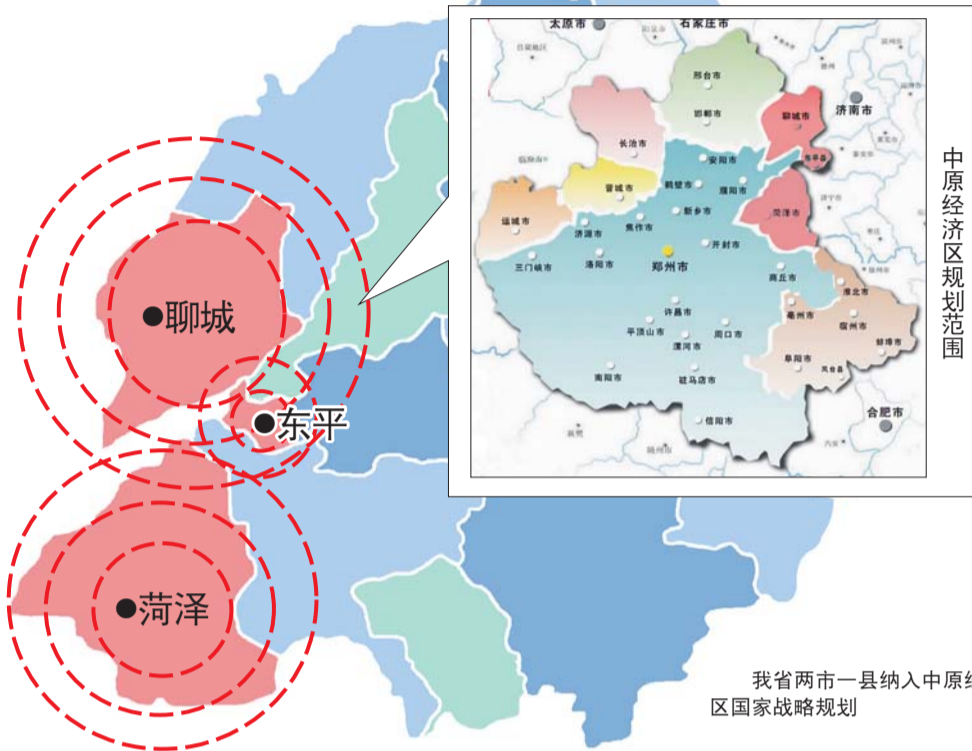 太原市
石家庄市
邢台市
邯郸市
聊城市
济南市
长治市
东平县
安阳市
晋城市
鹤壁市
濮阳市
菏泽市
运城市
济源市
焦作市
新乡市
三门峡市
洛阳市
郑州市
开封市
商丘市
淮北市
许昌市
亳州市
宿州市
平顶山市
漯河市
周口市
蚌埠市
南阳市
驻马店市
阜阳市
凤台县
信阳市
合肥市
中原经济区规划范围
聊城
东平
菏泽
我省两市一县纳入中原经
区国家战略规划